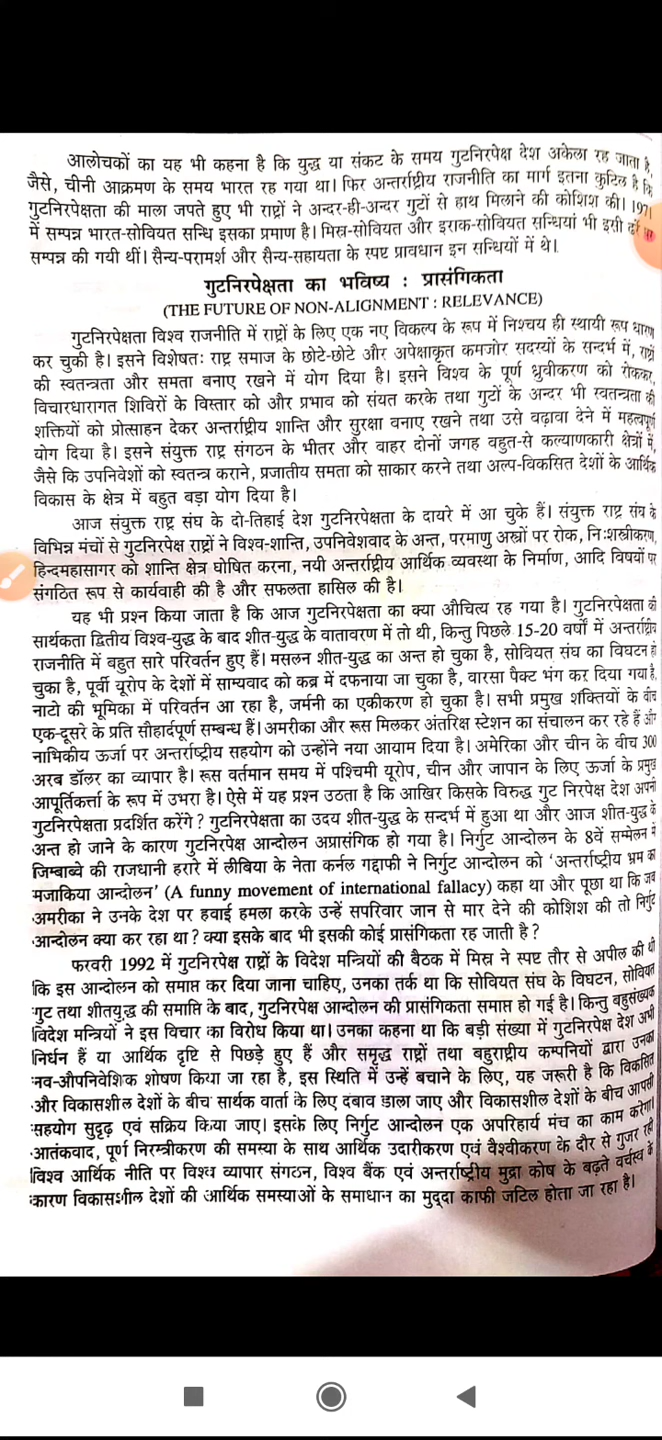 आलोचकों का यह भी कहना है कि युद्ध या संकट के समय गुटनिरपेक्ष देश अकेला रह जाता है,
जैसे, चीनी आक्रमण के समय भारत रह गया था। फिर अन्तर्राष्ट्रीय राजनीति का मार्ग इतना कुटिल है कि
गुटनिरपेक्षता की माला जपते हुए भी राष्ट्रों ने अन्दर-ही-अन्दर गुटों से हाथ मिलाने की कोशिश की। 1971
में सम्पन्न भारत-सोवियत सन्धि इसका प्रमाण है। मिस्र-सोवियत और इराक-सोवियत सन्धियां भी इसी ढर्रे पर
सम्पन्न की गयी थीं। सैन्य-परामर्श और सैन्य-सहायता के स्पष्ट प्रावधान इन सन्धियों में थे।
गुटनिरपेक्षता का भविष्य : प्रासंगिकता
(THE FUTURE OF NON-ALIGNMENT : RELEVANCE)
गुटनिरपेक्षता विश्व राजनीति में राष्ट्रों के लिए एक नए विकल्प के रूप में निश्चय ही स्थायी रूप धारण
कर चुकी है। इसने विशेषतः राष्ट्र समाज के छोटे-छोटे और अपेक्षाकृत कमजोर सदस्यों के सन्दर्भ में, राष्ट्रों
की स्वतन्त्रता और समता बनाए रखने में योग दिया है। इसने विश्व के पूर्ण ध्रुवीकरण को रोककर,
विचारधारागत शिविरों के विस्तार को और प्रभाव को संयत करके तथा गुटों के अन्दर भी स्वतन्त्रता की
शक्तियों को प्रोत्साहन देकर अन्तर्राष्ट्रीय शान्ति और सुरक्षा बनाए रखने तथा उसे बढ़ावा देने में महत्वपूर्ण
योग दिया है। इसने संयुक्त राष्ट्र संगठन के भीतर और बाहर दोनों जगह बहुत-से कल्याणकारी क्षेत्रों में,
जैसे कि उपनिवेशों को स्वतन्त्र कराने, प्रजातीय समता को साकार करने तथा अल्प-विकसित देशों के आर्थिक
विकास के क्षेत्र में बहुत बड़ा योग दिया है।
आज संयुक्त राष्ट्र संघ के दो-तिहाई देश गुटनिरपेक्षता के दायरे में आ चुके हैं। संयुक्त राष्ट्र संघ के
विभिन्न मंचों से गुटनिरपेक्ष राष्ट्रों ने विश्व-शान्ति, उपनिवेशवाद के अन्त, परमाणु अस्त्रों पर रोक, निःशस्त्रीकरण,
हिन्दमहासागर को शान्ति क्षेत्र घोषित करना, नयी अन्तर्राष्ट्रीय आर्थिक व्यवस्था के निर्माण, आदि विषयों पर
संगठित रूप से कार्यवाही की है और सफलता हासिल की है।
यह भी प्रश्न किया जाता है कि आज गुटनिरपेक्षता का क्या औचित्य रह गया है। गुटनिरपेक्षता की
सार्थकता द्वितीय विश्व-युद्ध के बाद शीत-युद्ध के वातावरण में तो थी, किन्तु पिछले 15-20 वर्षों में अन्तर्राष्ट्रीय
राजनीति में बहुत सारे परिवर्तन हुए हैं। मसलन शीत-युद्ध का अन्त हो चुका है, सोवियत संघ का विघटन हो
चुका है, पूर्वी यूरोप के देशों में साम्यवाद को कब्र में दफनाया जा चुका है, वारसा पैक्ट भंग कर दिया गया है,
नाटो की भूमिका में परिवर्तन आ रहा है, जर्मनी का एकीकरण हो चुका है। सभी प्रमुख शक्तियों के बीच
एक-दूसरे के प्रति सौहार्दपूर्ण सम्बन्ध हैं। अमरीका और रूस मिलकर अंतरिक्ष स्टेशन का संचालन कर रहे हैं और
नाभिकीय ऊर्जा पर अन्तर्राष्ट्रीय सहयोग को उन्होंने नया आयाम दिया है। अमेरिका और चीन के बीच 300
अरब डॉलर का व्यापार है। रूस वर्तमान समय में पश्चिमी यूरोप, चीन और जापान के लिए ऊर्जा के प्रमुख
आपूर्तिकर्त्ता के रूप में उभरा है। ऐसे में यह प्रश्न उठता है कि आखिर किसके विरुद्ध गुट निरपेक्ष देश अपनी
गुटनिरपेक्षता प्रदर्शित करेंगे ? गुटनिरपेक्षता का उदय शीत-युद्ध के सन्दर्भ में हुआ था और आज शीत-युद्ध के
अन्त हो जाने के कारण गुटनिरपेक्ष आन्दोलन अप्रासंगिक हो गया है। निर्गुट आन्दोलन के 8वें सम्मेलन में
जिम्बाब्वे की राजधानी हरारे में लीबिया के नेता कर्नल गद्दाफी ने निर्गुट आन्दोलन को 'अन्तर्राष्ट्रीय भ्रम का
मजाकिया आन्दोलन' (A funny movement of international fallacy) कहा था और पूछा था कि जब
अमरीका ने उनके देश पर हवाई हमला करके उन्हें सपरिवार जान से मार देने की कोशिश की तो निर्गुट
आन्दोलन क्या कर रहा था ? क्या इसके बाद भी इसकी कोई प्रासंगिकता रह जाती है ?
फरवरी 1992 में गुटनिरपेक्ष राष्ट्रों के विदेश मन्त्रियों की बैठक में मिस्र ने स्पष्ट तौर से अपील की थी
कि इस आन्दोलन को समाप्त कर दिया जाना चाहिए, उनका तर्क था कि सोवियत संघ के विघटन, सोवियत
गुट तथा शीतयुद्ध की समाप्ति के बाद, गुटनिरपेक्ष आन्दोलन की प्रासंगिकता समाप्त हो गई है। किन्तु बहुसंख्यक
विदेश मन्त्रियों ने इस विचार का विरोध किया था। उनका कहना था कि बड़ी संख्या में गुटनिरपेक्ष देश अभी
निर्धन हैं या आर्थिक दृष्टि से पिछड़े हुए हैं और समृद्ध राष्ट्रों तथा बहुराष्ट्रीय कम्पनियों द्वारा उनका
नव-औपनिवेशिक शोषण किया जा रहा है, इस स्थिति में उन्हें बचाने के लिए, यह जरूरी है कि विकसित
और विकासशील देशों के बीच सार्थक वार्ता के लिए दबाव डाला जाए और विकासशील देशों के बीच आपसी
सहयोग सुदृढ़ एवं सक्रिय किया जाए। इसके लिए निर्गुट आन्दोलन एक अपरिहार्य मंच का काम करेगा।
आतंकवाद, पूर्ण निरस्त्रीकरण की समस्या के साथ आर्थिक उदारीकरण एवं वैश्वीकरण के दौर से गुजर रही
विश्व आर्थिक नीति पर विश्व व्यापार संगठन, विश्व बैंक एवं अन्तर्राष्ट्रीय मुद्रा कोष के बढ़ते वर्चस्व के
कारण विकासशील देशों की आर्थिक समस्याओं के समाधान का मुद्दा काफी जटिल होता जा रहा है।